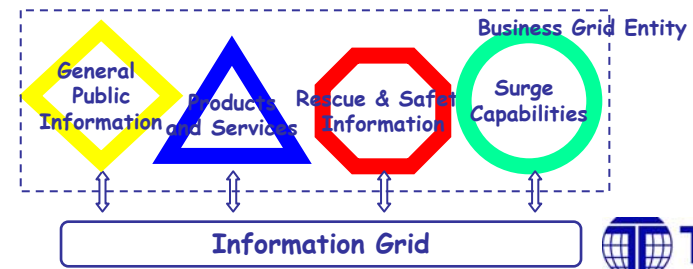 Business Grid Entity
General
Public
Information
Products
and Services
Rescue & Safet
Information
Surge
Capabilities
Information Grid
T